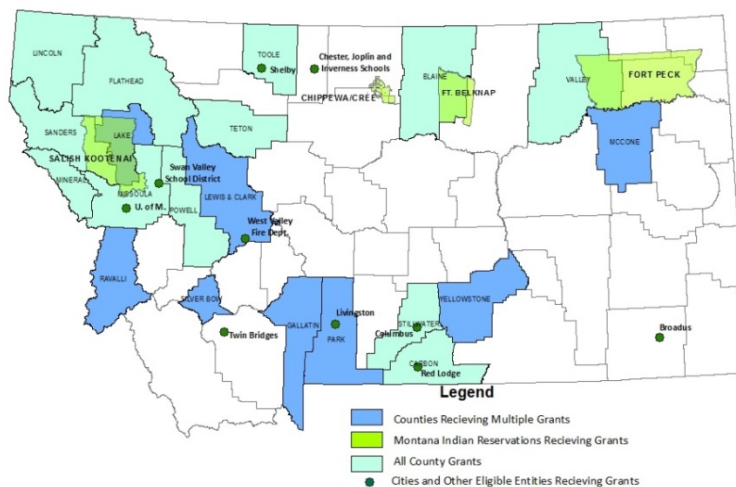 LINCOLN
FLATHEAD
TOOLE
Shelby
Chester, Joplin and
Inverness Schools
BLAINE
VALLEY
FORT PECK
CHIPPEWA/CREE
FT. BELKNAP
SANDERS
LAKE
TETON
MCCONE
SALISH KOOTENAI
Swan Valley
School District
MINERAL
MISSOULA
U. of M.
POWELL
LEWIS & CLARK
West Valley
Fire Dept.
RAVALLI
SILVER BOW
GALLATIN
Livingston
PARK
YELLOWSTONE
STILLWATER
Columbus
Twin Bridges
Broadus
CARBON
Red Lodge
Legend
Counties Recieving Multiple Grants
Montana Indian Reservations Recieving Grants
All County Grants
Cities and Other Eligible Entities Recieving Grants